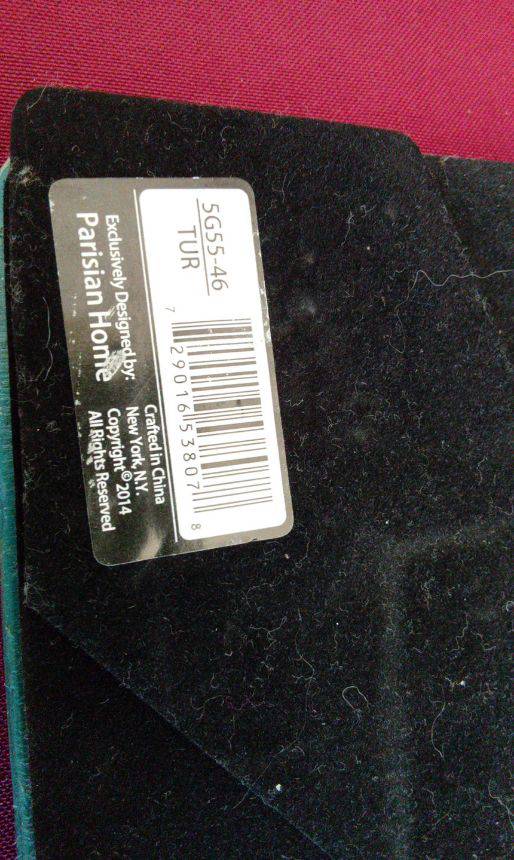 5G55-46
TUR
7 29016 53807 8
Exclusively Designed by:
Parisian Home
Crafted in China
New York, N.Y.
Copyright © 2014
All Rights Reserved